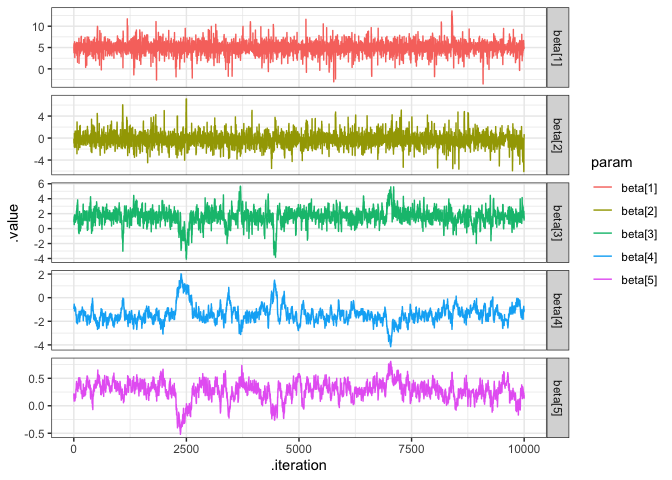 10
5
0
beta[1]
4
0
-4
beta[2]
6
4
2
0
-2
-4
beta[3]
2
0
-2
-4
beta[4]
0.5
0.0
-0.5
beta[5]
0
2500
5000
7500
10000
.iteration
.value
param
beta[1]
beta[2]
beta[3]
beta[4]
beta[5]